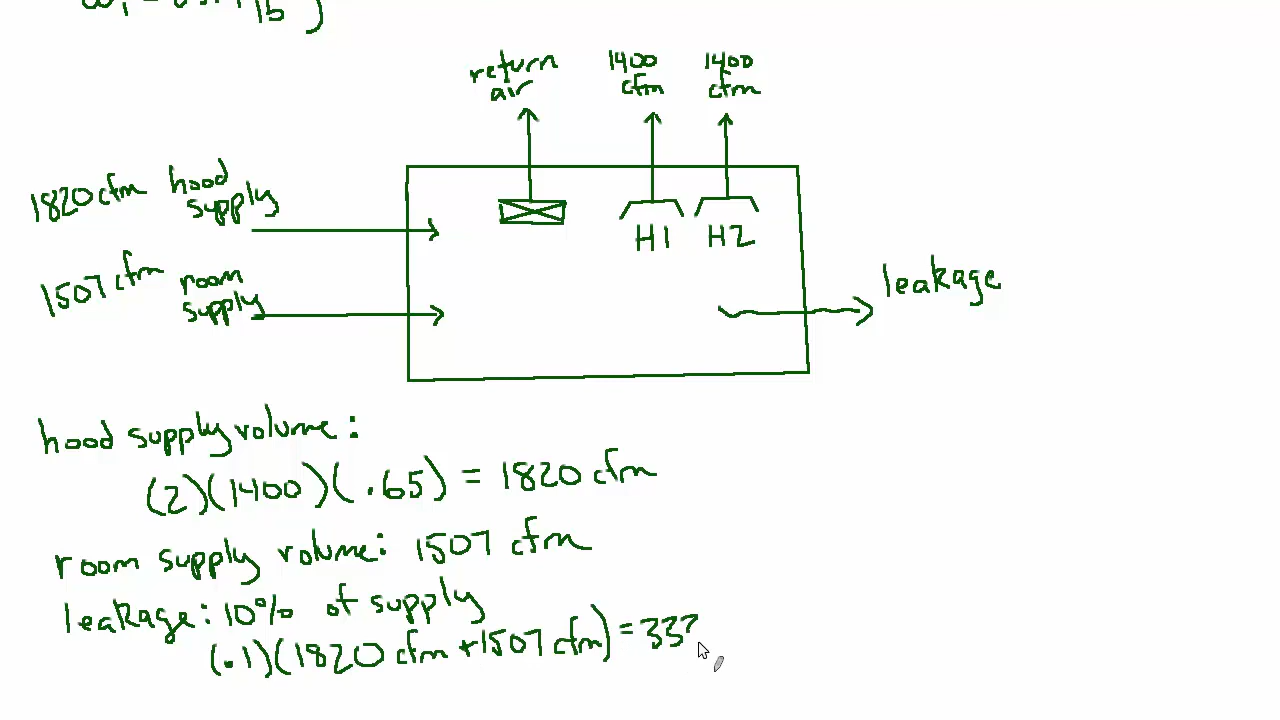 return
air
1400
cfm
1400
cfm
1820 cfm hood
supply
1507 cfm room
supply
H1 H2
leakage
hood supply volume:
(2)(1400)(.65) = 1820 cfm
room supply volume: 1507 cfm
leakage: 10% of supply
(.1)(1820 cfm + 1507 cfm) = 333